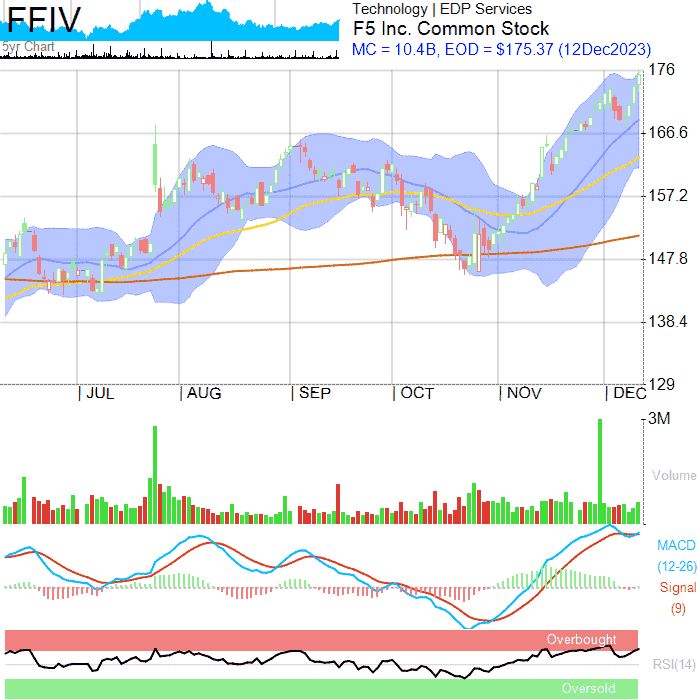 FFIV
5yr Chart
Technology | EDP Services
F5 Inc. Common Stock
MC = 10.4B, EOD = $175.37 (12Dec2023)
176
166.6
157.2
147.8
138.4
129
| JUL | AUG | SEP | OCT | NOV | DEC
3M
Volume
MACD
(12-26)
Signal
(9)
Overbought
RSI(14)
Oversold